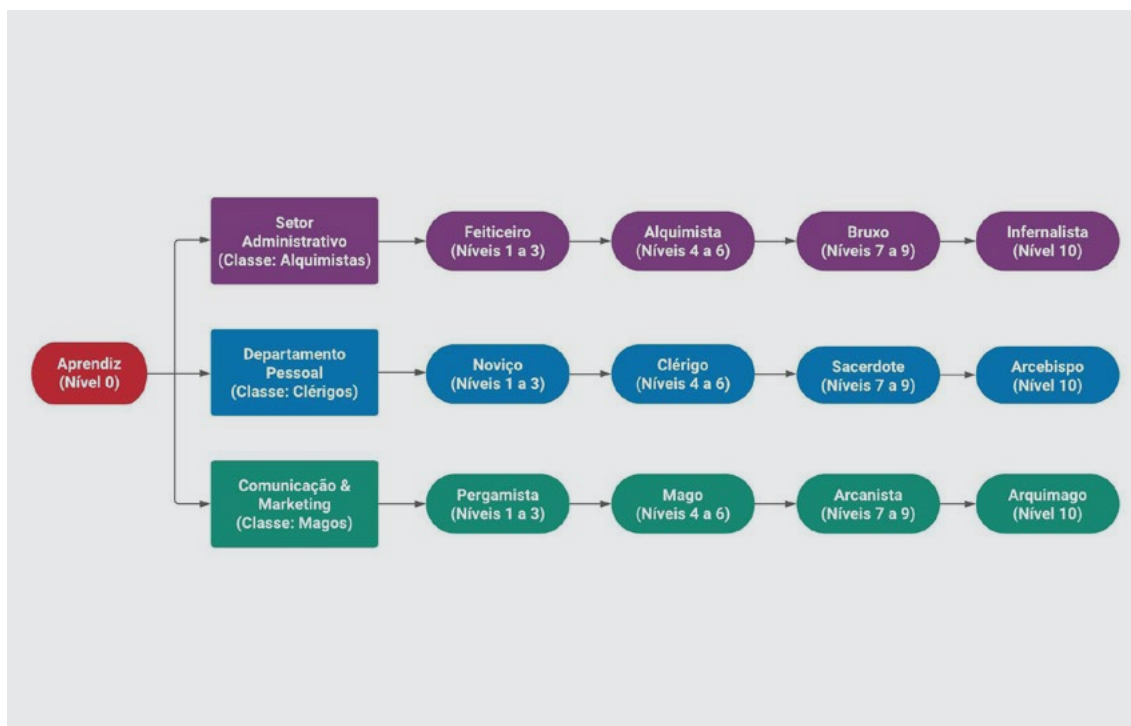 Setor
Administrativo
(Classe: Alquimistas)
Feiticeiro
(Níveis 1 a 3)
Alquimista
(Níveis 4 a 6)
Bruxo
(Níveis 7 a 9)
Infernalista
(Nível 10)
Aprendiz
(Nível 0)
Departamento
Pessoal
(Classe: Clérigos)
Noviço
(Níveis 1 a 3)
Clérigo
(Níveis 4 a 6)
Sacerdote
(Níveis 7 a 9)
Arcebispo
(Nível 10)
Comunicação &
Marketing
(Classe: Magos)
Pergamista
(Níveis 1 a 3)
Mago
(Níveis 4 a 6)
Arcanista
(Níveis 7 a 9)
Arquimago
(Nível 10)